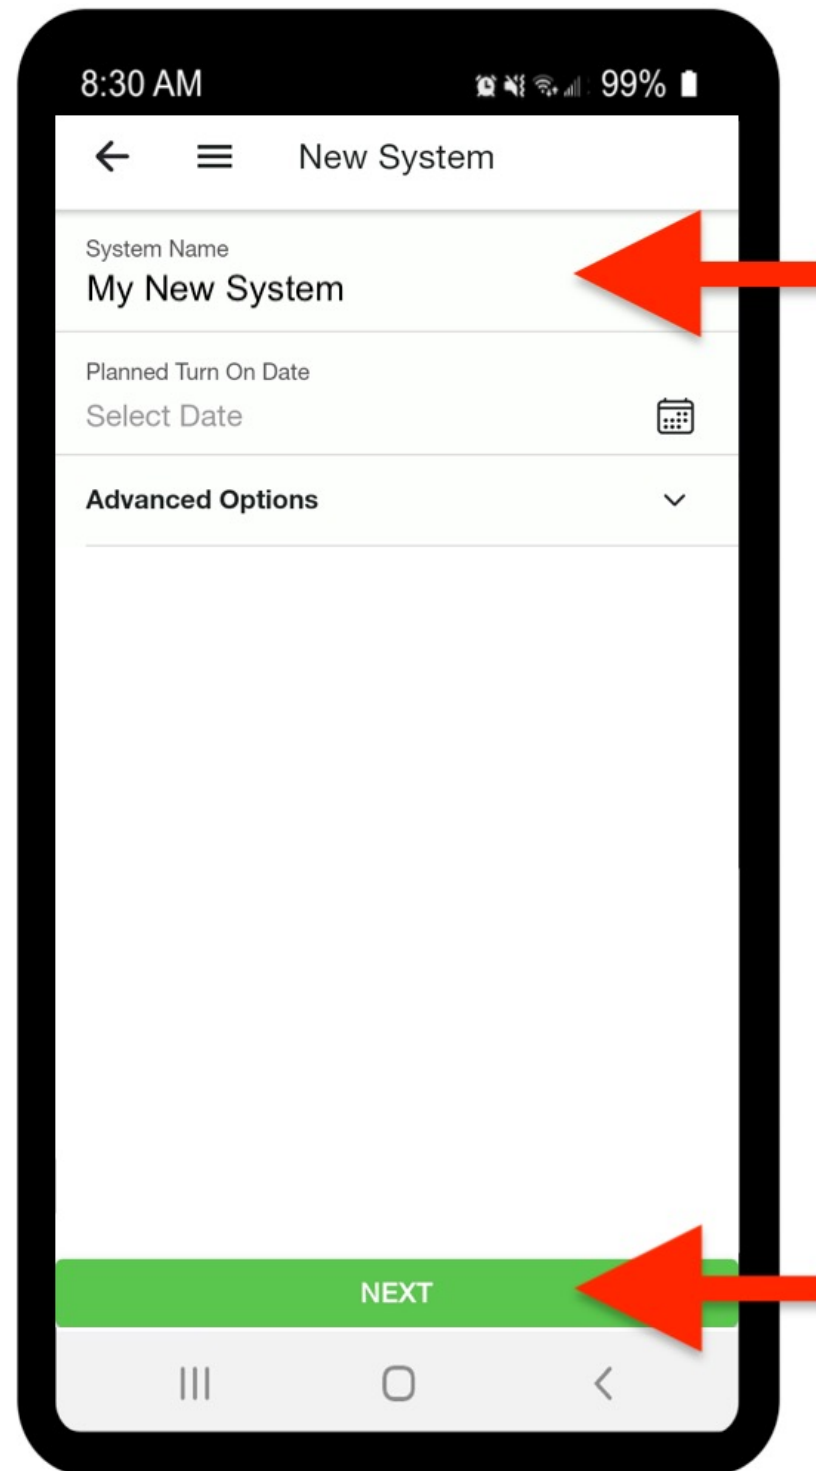 8:30 AM 99%
New System
System Name
My New System
Planned Turn On Date
Select Date
Advanced Options
NEXT